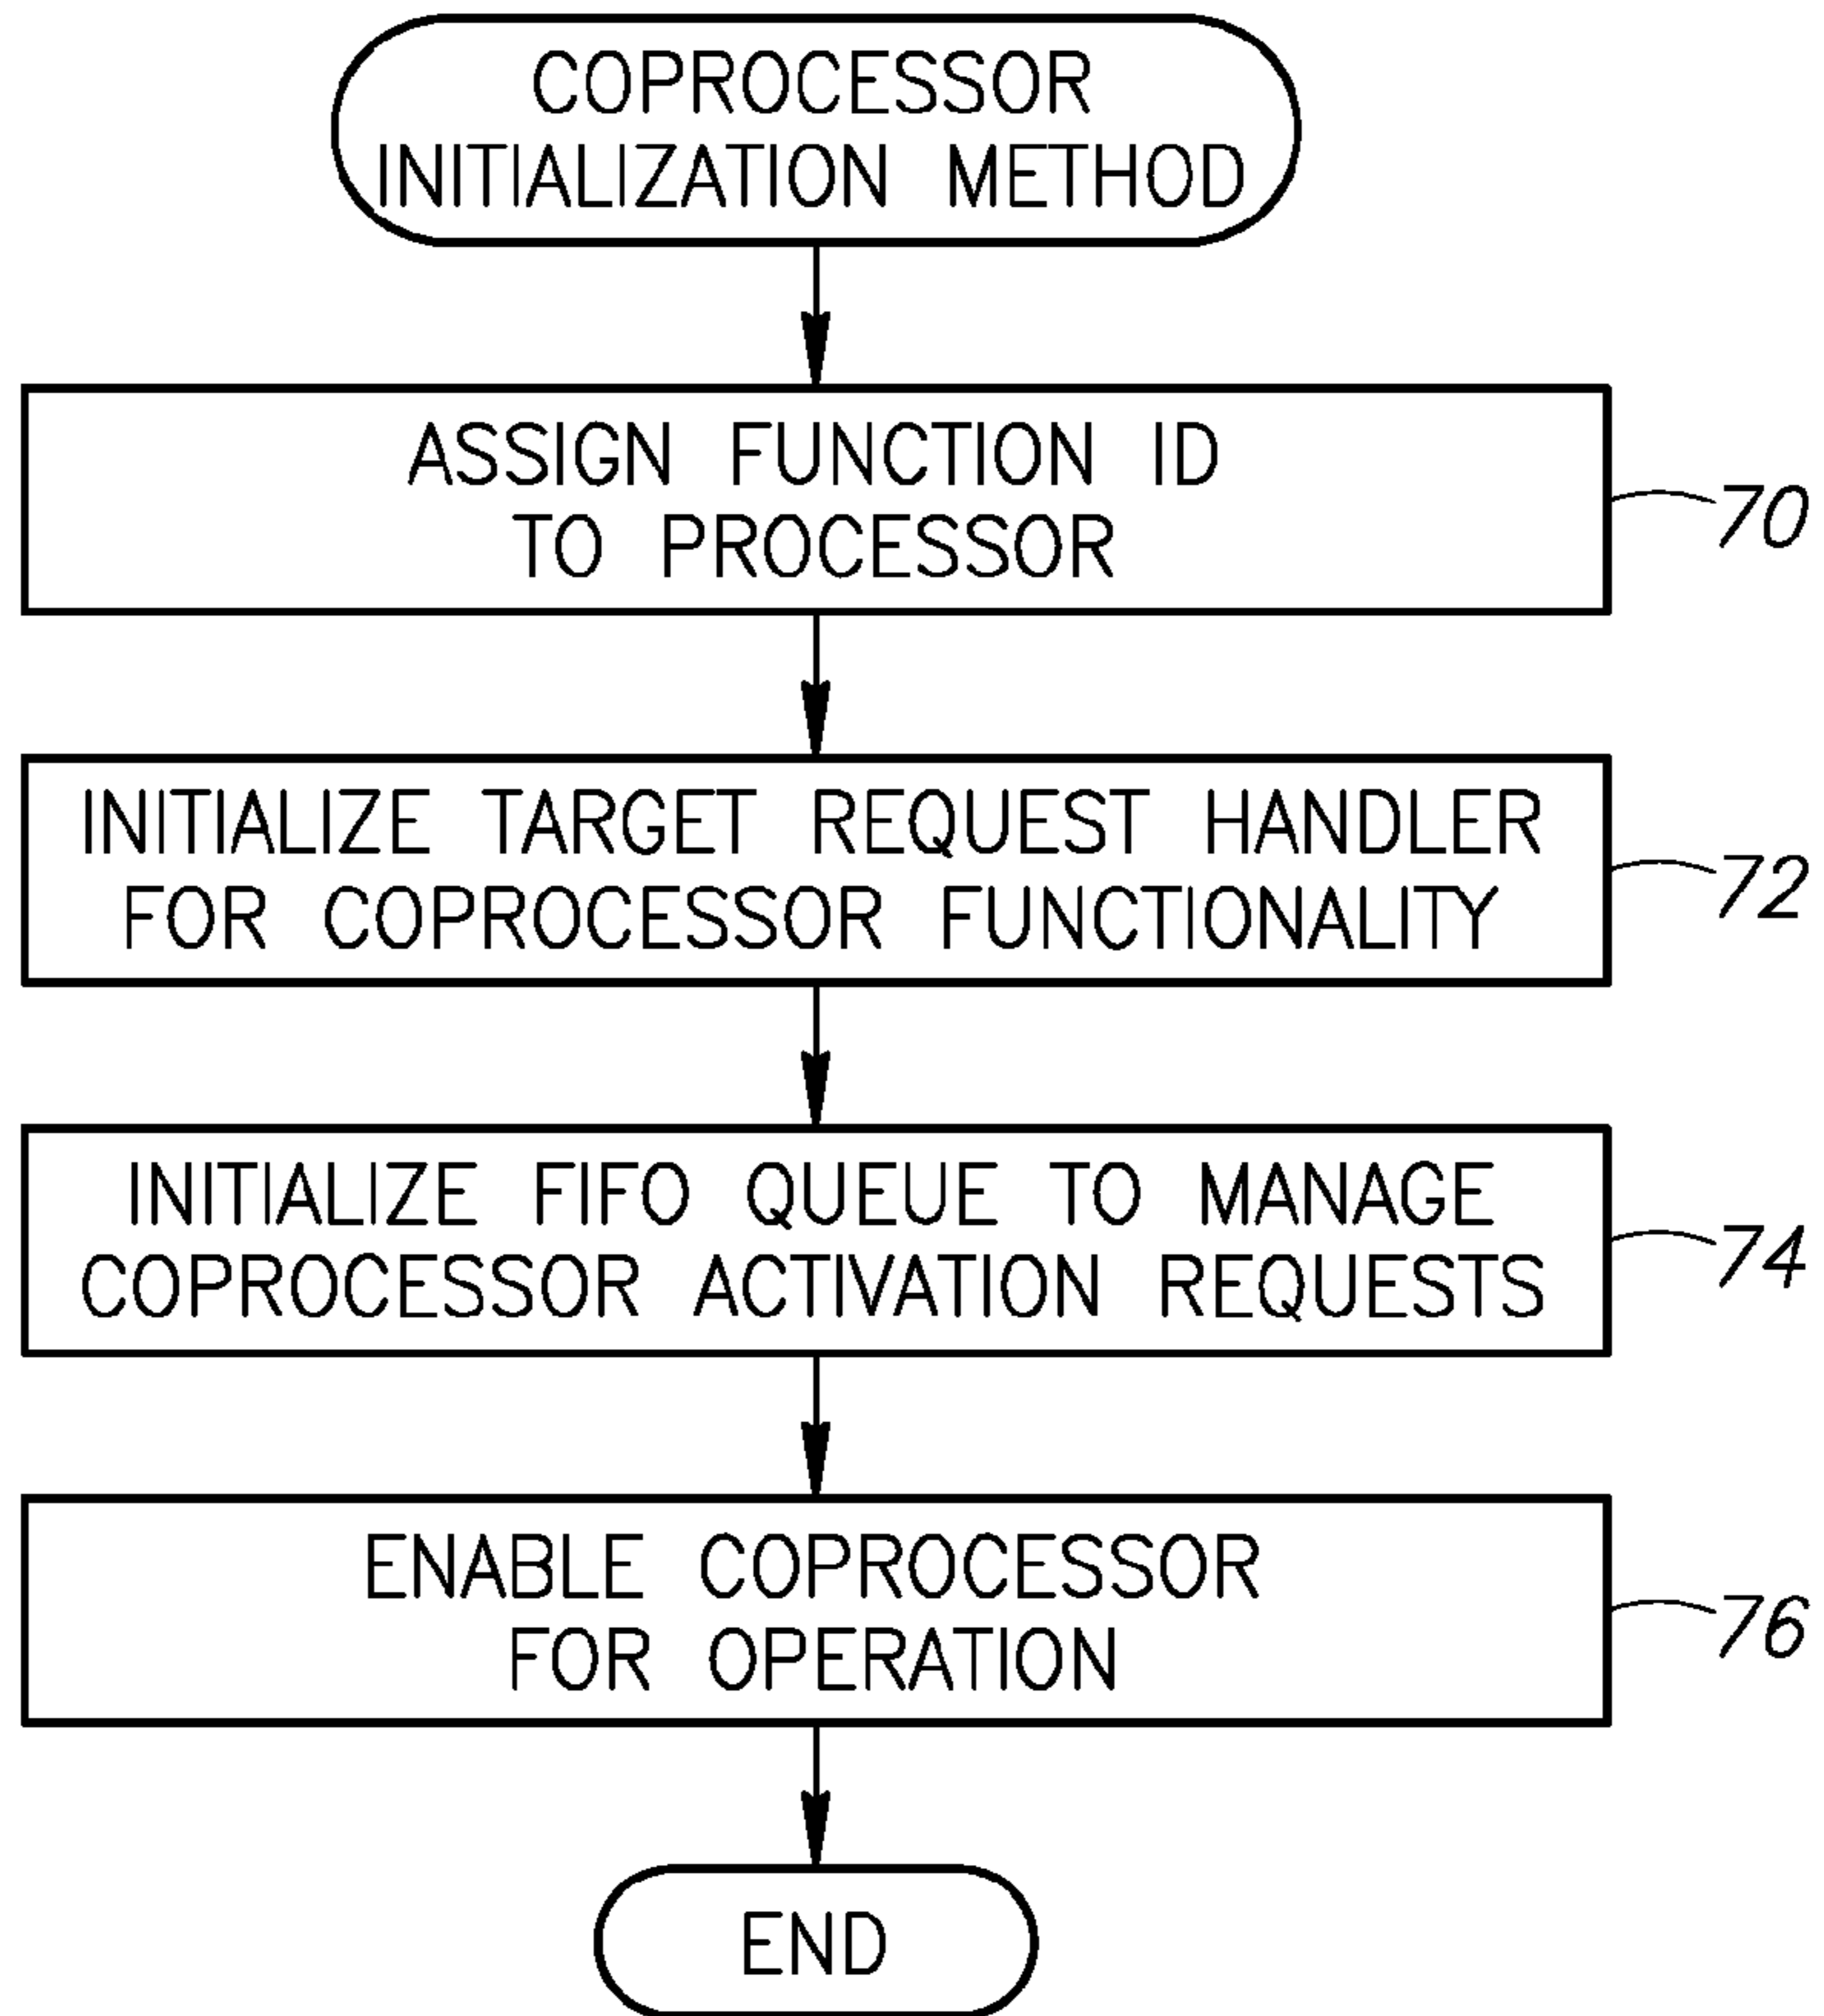 COPROCESSOR
INITIALIZATION METHOD
ASSIGN FUNCTION ID
TO PROCESSOR
70
INITIALIZE TARGET REQUEST HANDLER
FOR COPROCESSOR FUNCTIONALITY
72
INITIALIZE FIFO QUEUE TO MANAGE
COPROCESSOR ACTIVATION REQUESTS
74
ENABLE COPROCESSOR
FOR OPERATION
76
END